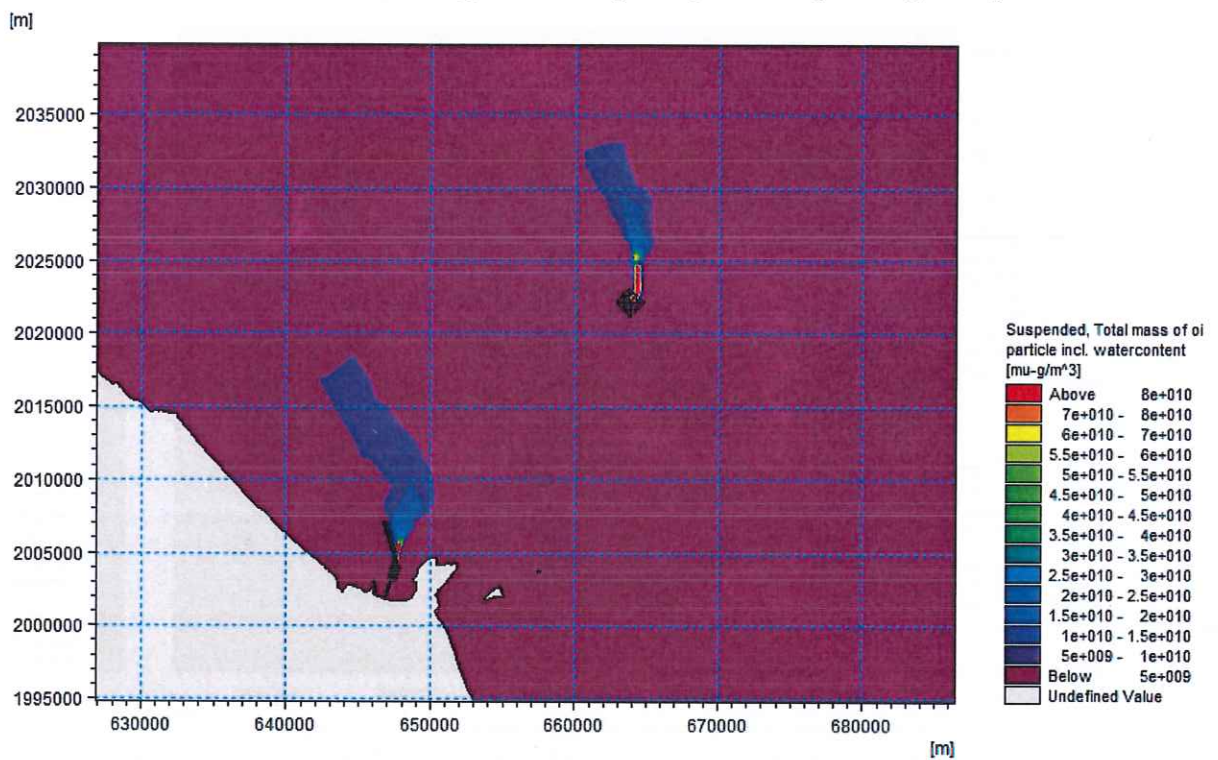 [m]
2035000
2030000
2025000
2020000
2015000
2010000
2005000
2000000
1995000
630000
640000
650000
660000
670000
680000
[m]
Suspended, Total mass of oi
particle incl. watercontent
[mu-g/m^3]
Above 8e+010
7e+010 - 8e+010
6e+010 - 7e+010
5.5e+010 - 6e+010
5e+010 - 5.5e+010
4.5e+010 - 5e+010
4e+010 - 4.5e+010
3.5e+010 - 4e+010
3e+010 - 3.5e+010
2.5e+010 - 3e+010
2e+010 - 2.5e+010
1.5e+010 - 2e+010
1e+010 - 1.5e+010
5e+009 - 1e+010
Below 5e+009
Undefined Value